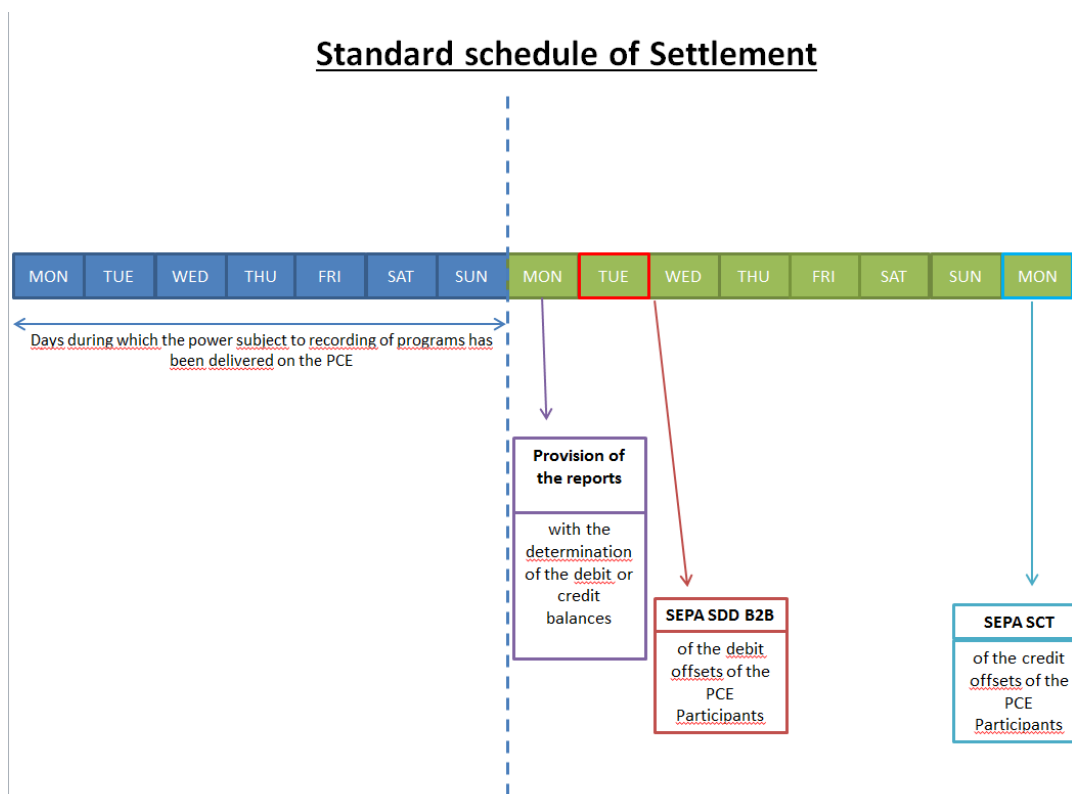 Standard schedule of Settlement
MON TUE WED THU FRI SAT SUN MON TUE WED THU FRI SAT SUN MON
Days during which the power subject to recording of programs has
been delivered on the PCE
Provision of
the reports
with the
determination
of the debit or
credit
balances
SEPA SDD B2B
of the debit
offsets of the
PCE
Participants
SEPA SCT
of the credit
offsets of the
PCE
Participants